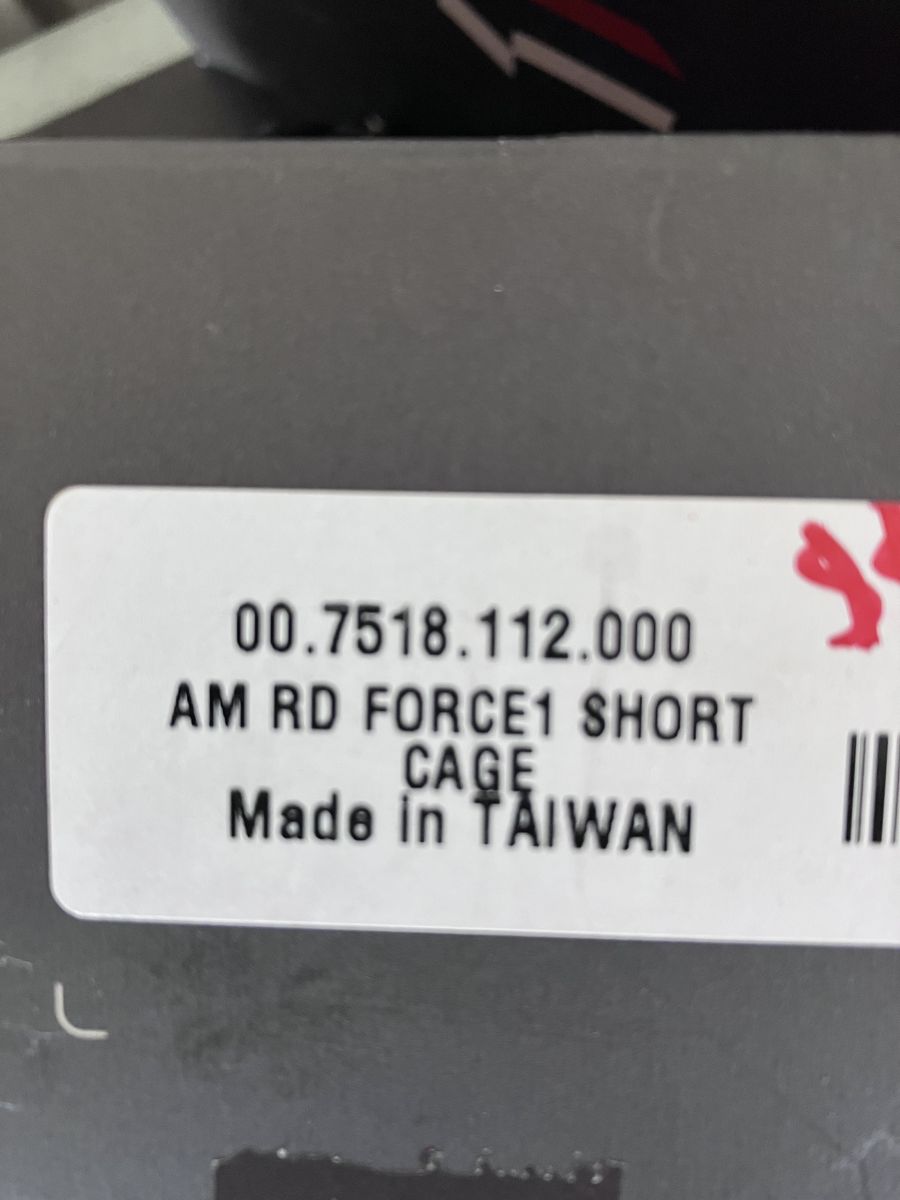 00.7518.112.000
AM RD FORCE1 SHORT
CAGE
Made in TAIWAN